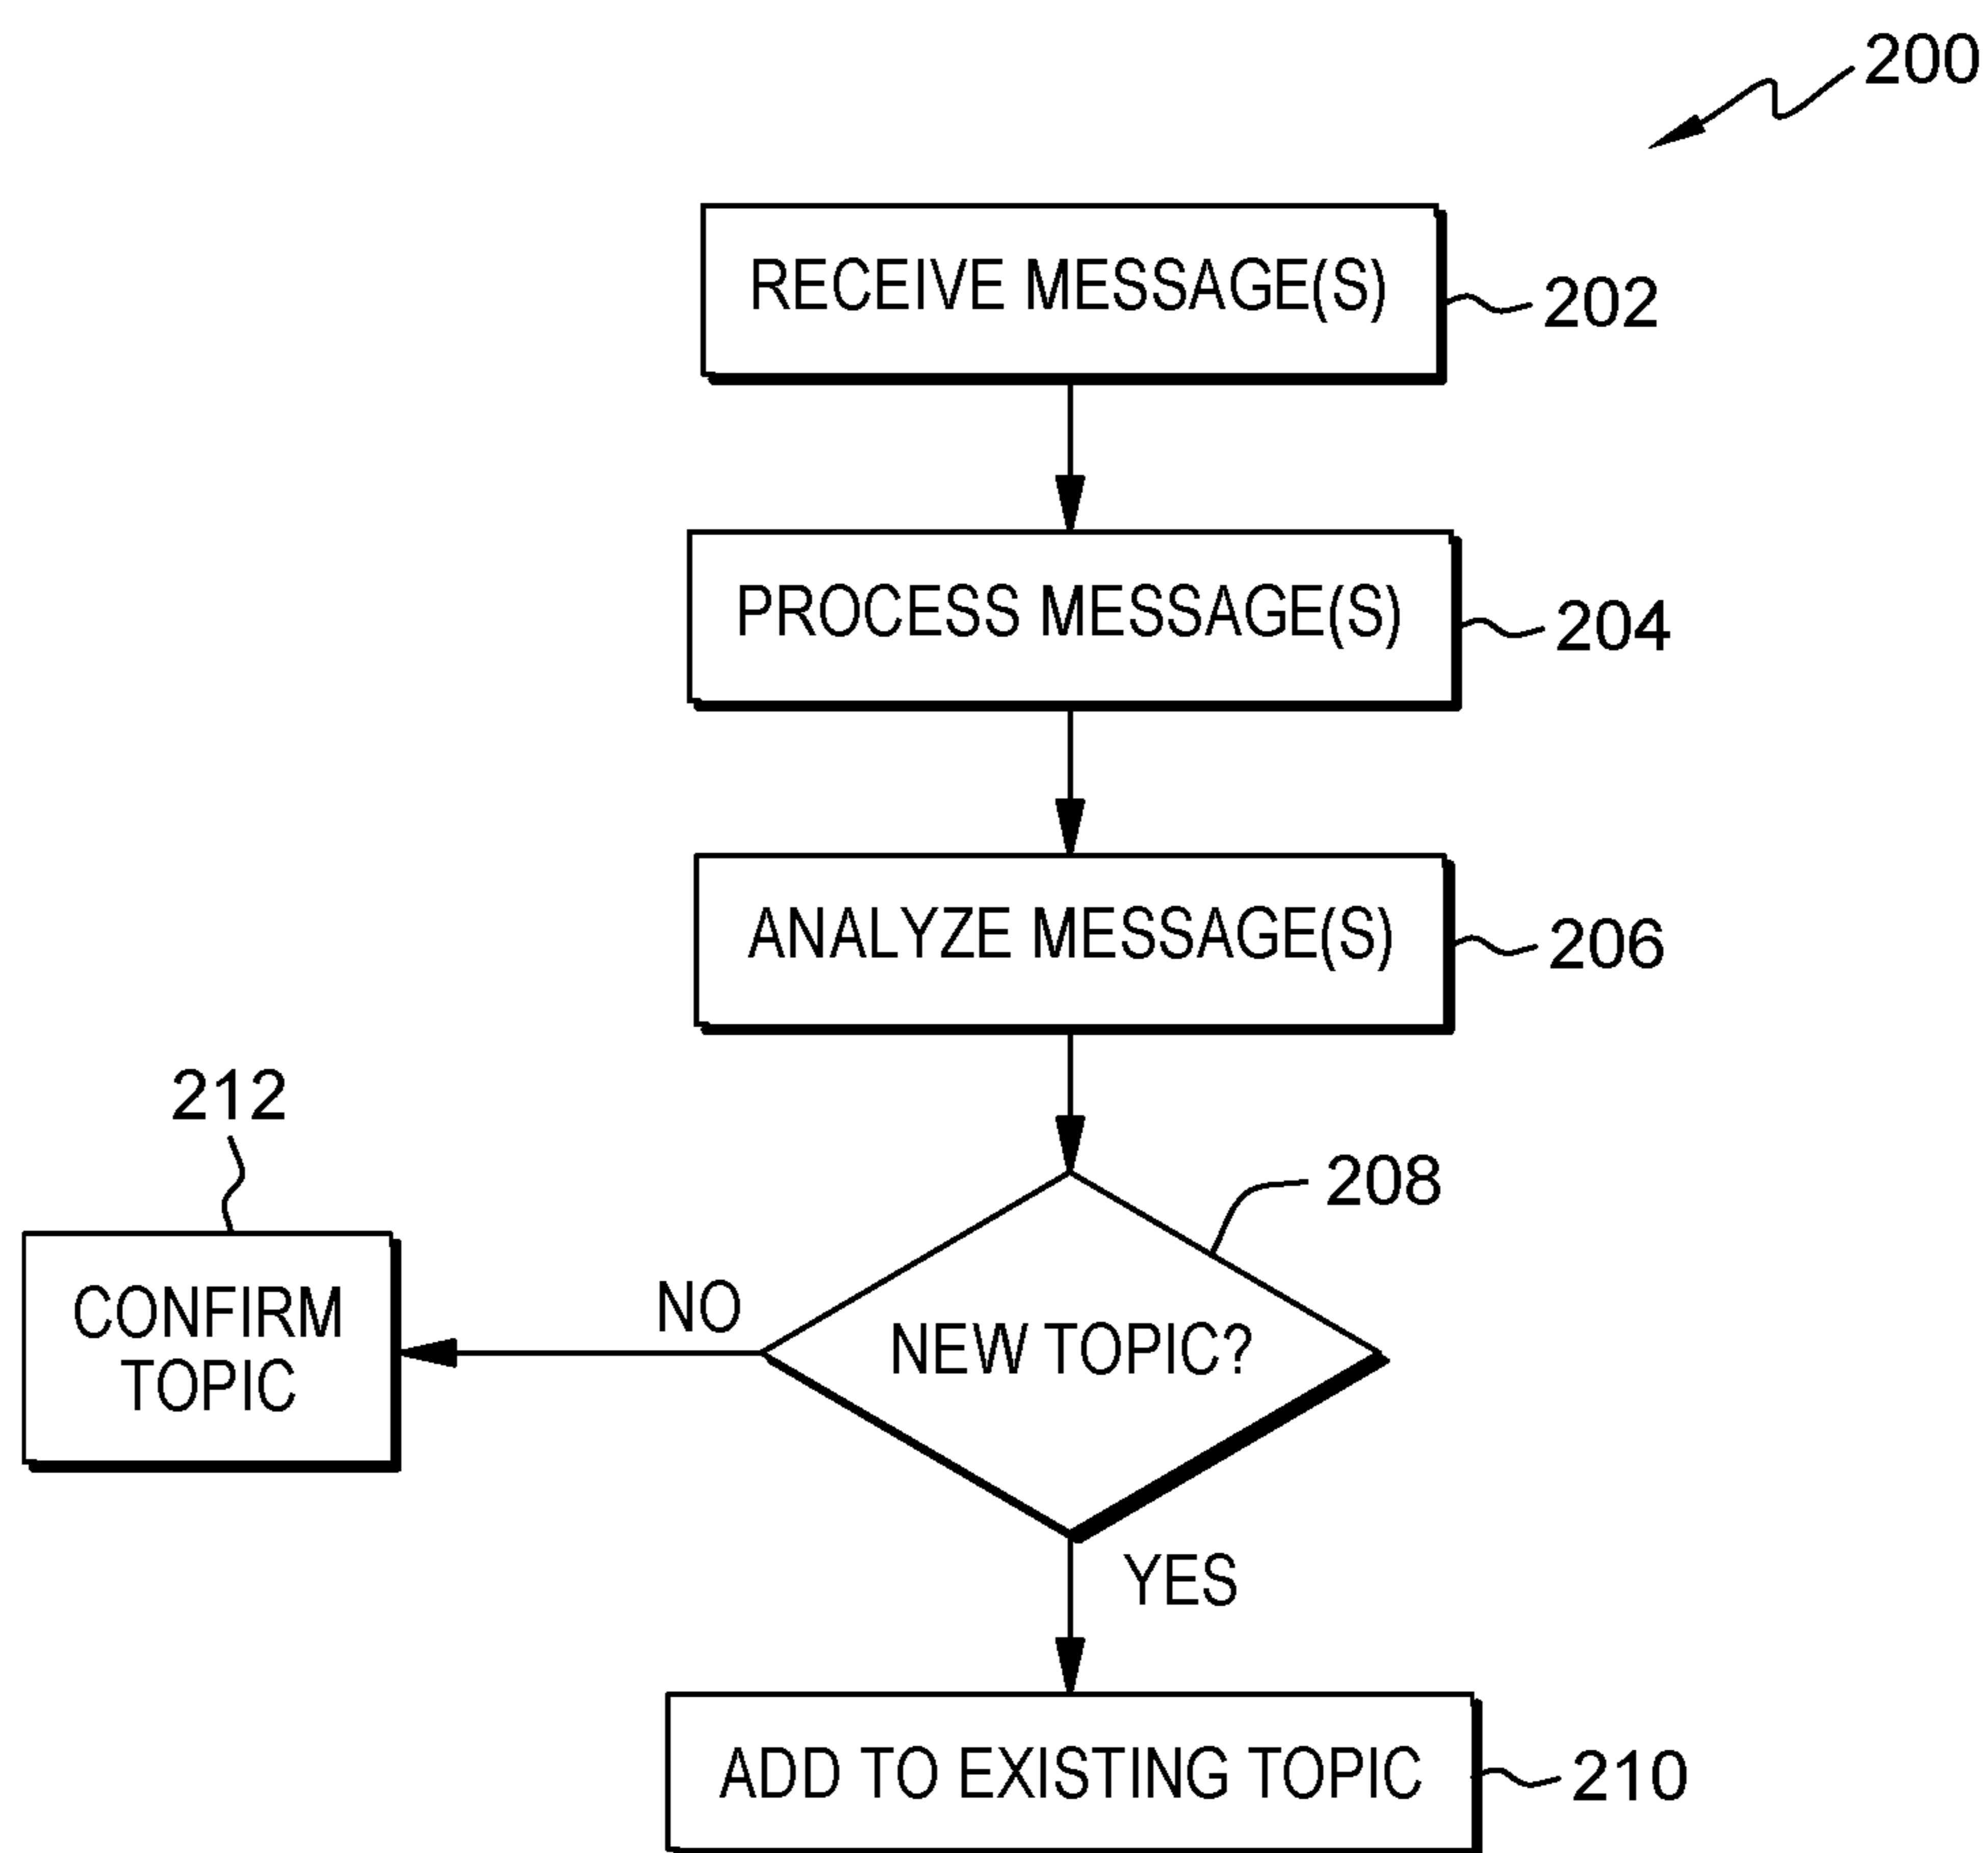 200
RECEIVE MESSAGE(S)
202
PROCESS MESSAGE(S)
204
ANALYZE MESSAGE(S)
206
212
208
CONFIRM
TOPIC
NO
NEW TOPIC?
YES
ADD TO EXISTING TOPIC
210